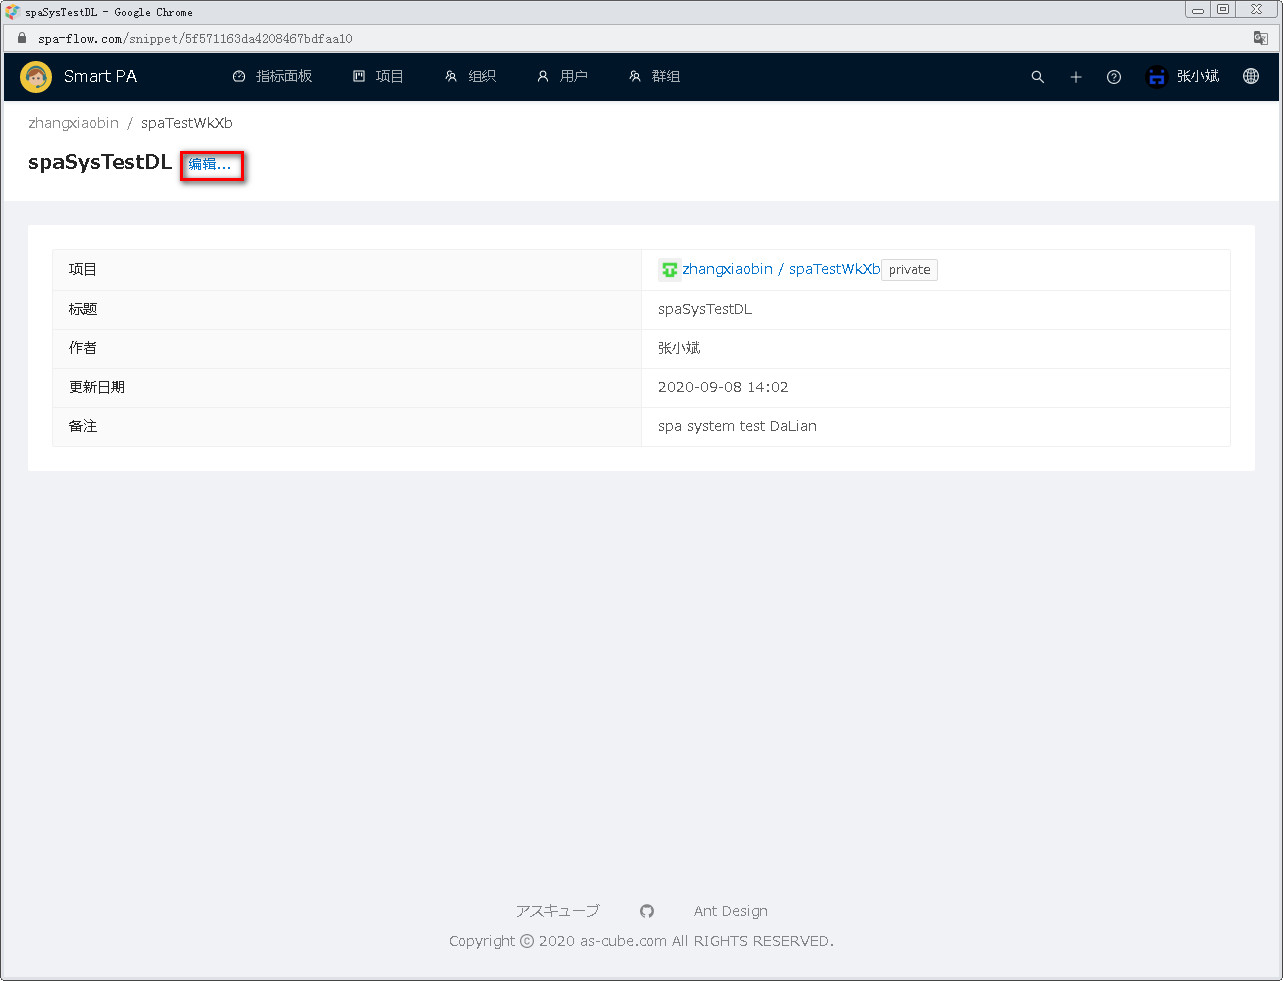 spaSysTestDL - Google Chrome
spa-flow.com/snippet/5f571163da4208467bdfaa10
Smart PA 指标面板 项目 组织 用户 群组 张小斌
zhangxiaobin / spaTestWkXb
spaSysTestDL 编辑...
项目 zhangxiaobin / spaTestWkXb private
标题 spaSysTestDL
作者 张小斌
更新日期 2020-09-08 14:02
备注 spa system test DaLian
アスキューブ Ant Design
Copyright © 2020 as-cube.com All RIGHTS RESERVED.